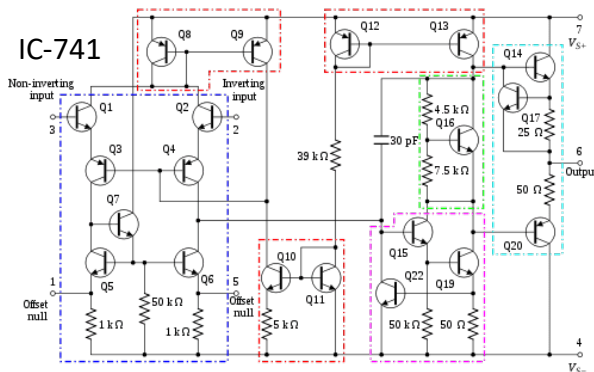 IC-741
Q8
Q9
Q12
Q13
7
V_S+
Q14
Non-inverting
input
Inverting
input
Q1
Q2
3
2
4.5 kΩ
Q16
Q17
25 Ω
30 pF
6
Outpu
Q3
Q4
39 kΩ
7.5 kΩ
50 Ω
Q7
Q15
Q20
Q10
Q5
Q6
Q11
Q22
Q19
1
5
Offset
null
Offset
null
50 kΩ
1 kΩ
1 kΩ
5 kΩ
50 kΩ
50 Ω
4
V_S-